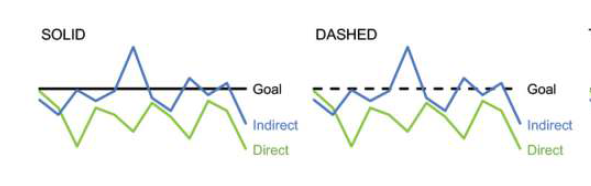 SOLID
Goal
Indirect
Direct
DASHED
Goal
Indirect
Direct